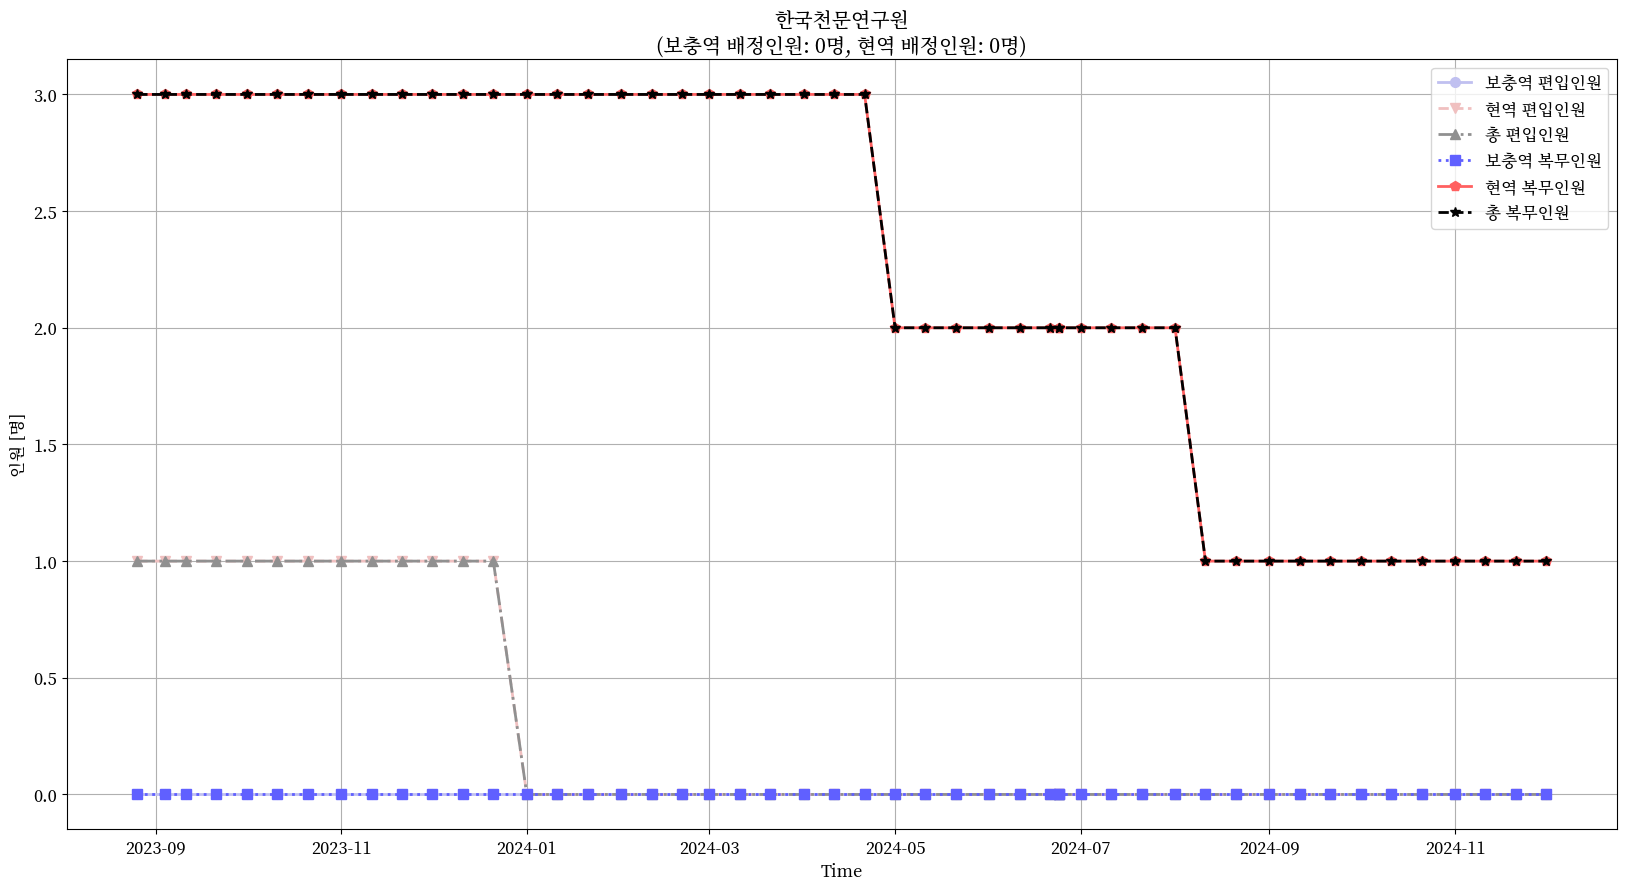 한국천문연구원
(보충역 배정인원: 0명, 현역 배정인원: 0명)
보충역 편입인원
현역 편입인원
총 편입인원
보충역 복무인원
현역 복무인원
총 복무인원
3.0
2.5
2.0
1.5
1.0
0.5
0.0
인원 [명]
2023-09 2023-11 2024-01 2024-03 2024-05 2024-07 2024-09 2024-11
Time